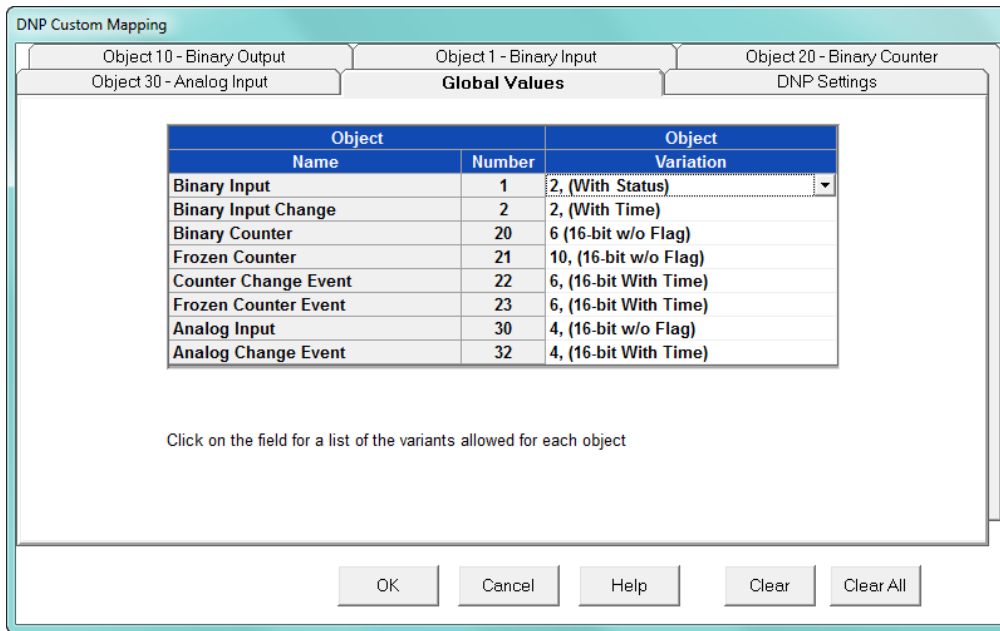 DNP Custom Mapping
Object 10 - Binary Output Object 1 - Binary Input Object 20 - Binary Counter
Object 30 - Analog Input Global Values DNP Settings
Object Object
Name Number Variation
Binary Input 1 2, (With Status)
Binary Input Change 2 2, (With Time)
Binary Counter 20 6 (16-bit w/o Flag)
Frozen Counter 21 10, (16-bit w/o Flag)
Counter Change Event 22 6, (16-bit With Time)
Frozen Counter Event 23 6, (16-bit With Time)
Analog Input 30 4, (16-bit w/o Flag)
Analog Change Event 32 4, (16-bit With Time)
Click on the field for a list of the variants allowed for each object
OK Cancel Help Clear Clear All